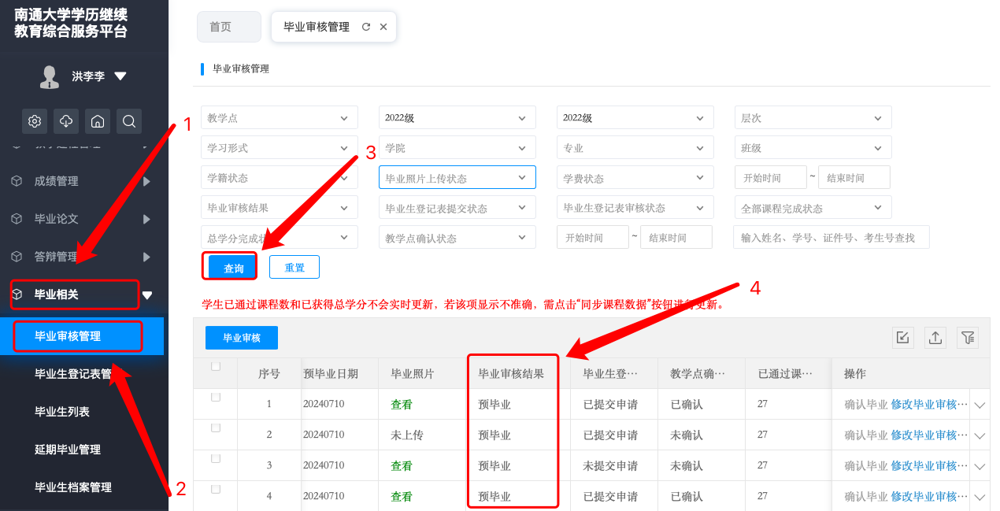 南通大学学历继续
教育综合服务平台
洪李李
成绩管理
毕业论文
答辩管理
毕业相关
毕业审核管理
毕业生登记表管
毕业生列表
延期毕业管理
毕业生档案管理
1
2
首页 毕业审核管理
毕业审核管理
教学点 2022级 2022级 层次
学习形式 学院 专业 班级
3
学籍状态 毕业照片上传状态 学费状态 开始时间 ~ 结束时间
毕业审核结果 毕业生登记表提交状态 毕业生登记表审核状态 全部课程完成状态
总学分完成状 教学点确认状态 开始时间 ~ 结束时间 输入姓名、学号、证件号、考生号查找
查询 重置
4
学生已通过课程数和已获得总学分不会实时更新，若该项显示不准确，需点击“同步课程数据”按钮进行更新。
毕业审核
序号 预毕业日期 毕业照片 毕业审核结果 毕业生登… 教学点确… 已通过课… 操作
1 20240710 查看 预毕业 已提交申请 已确认 27 确认毕业 修改毕业审核…
2 20240710 未上传 预毕业 已提交申请 未确认 27 确认毕业 修改毕业审核…
3 20240710 查看 预毕业 未提交申请 未确认 27 确认毕业 修改毕业审核…
4 20240710 查看 预毕业 已提交申请 已确认 27 确认毕业 修改毕业审核…